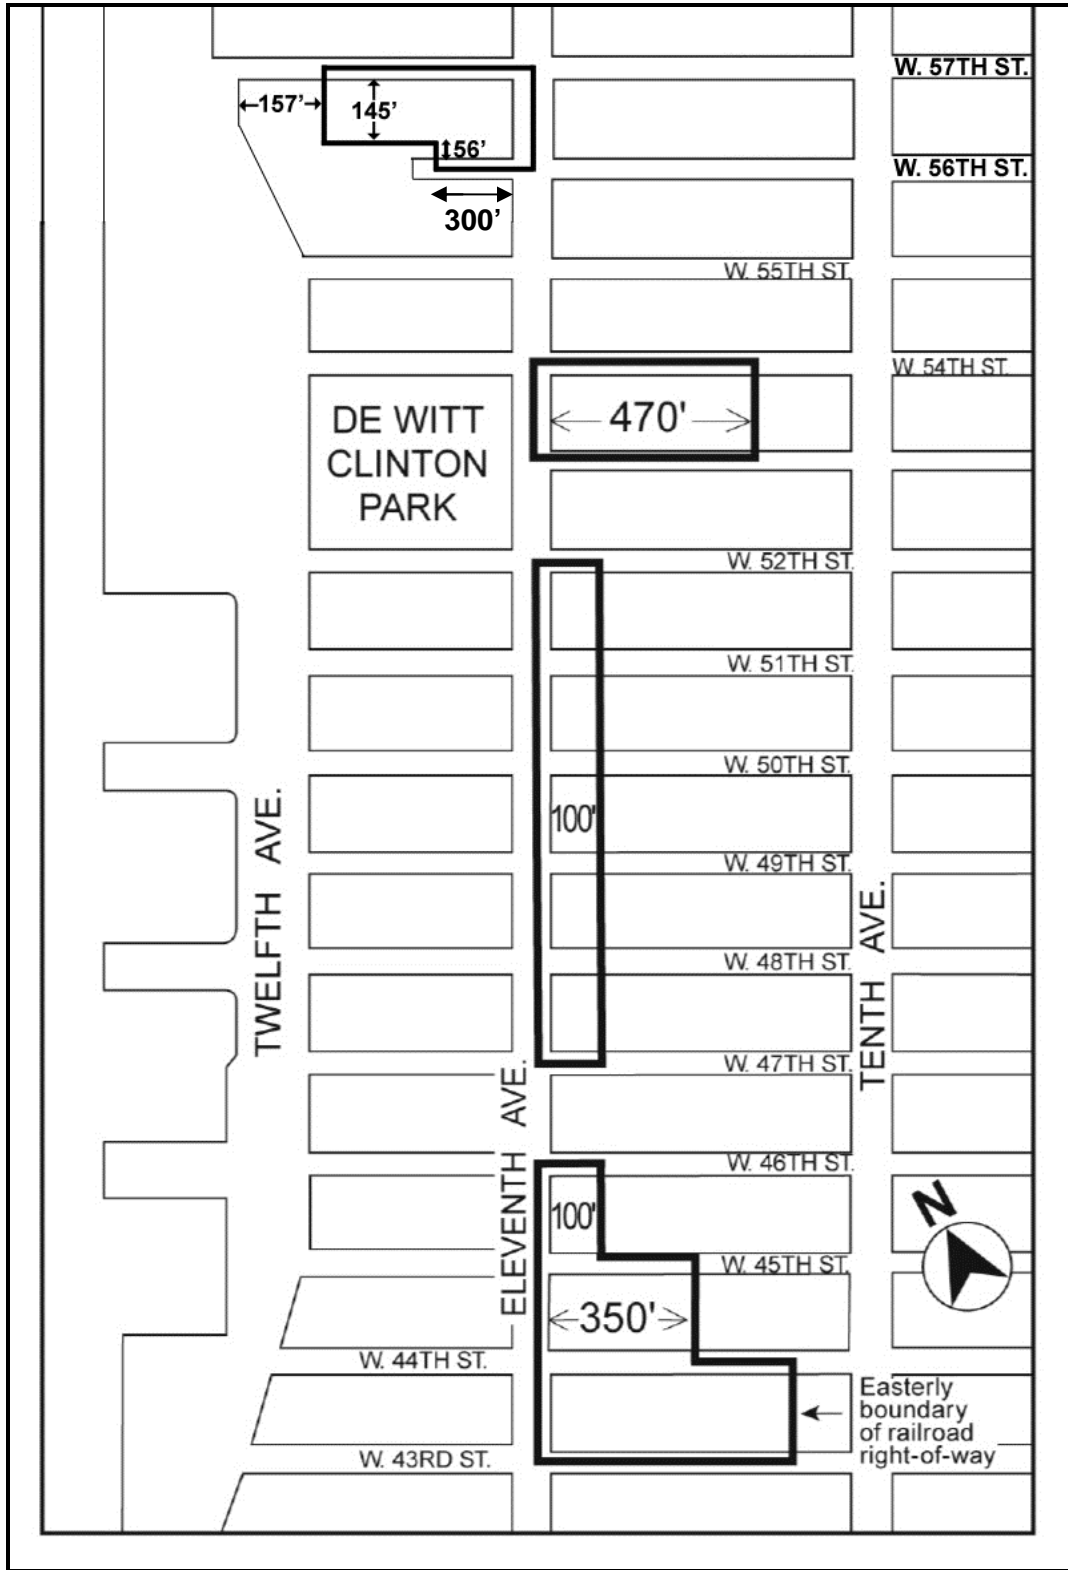 W. 57TH ST.
157'
145'
56'
W. 56TH ST.
300'
W. 55TH ST.
W. 54TH ST.
DE WITT
CLINTON
PARK
470'
W. 52TH ST.
W. 51TH ST.
W. 50TH ST.
100'
W. 49TH ST.
TWELFTH AVE.
TENTH AVE.
W. 48TH ST.
W. 47TH ST.
ELEVENTH AVE.
W. 46TH ST.
N
100'
W. 45TH ST.
350'
W. 44TH ST.
Easterly
boundary
of railroad
right-of-way
W. 43RD ST.